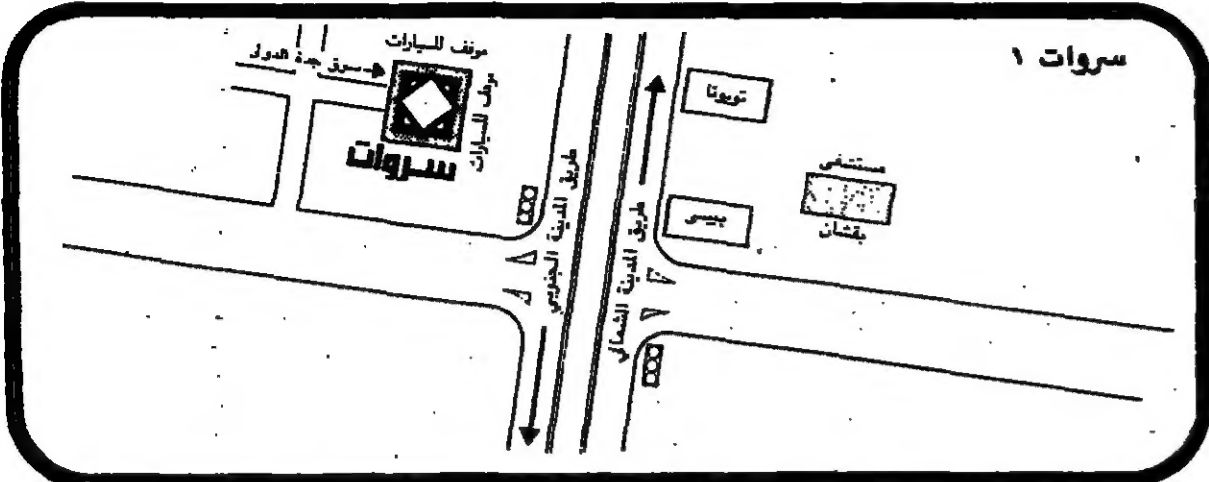 سروات ١
موقف للسيارات
سوق جدة الدولي
موقف للسيارات
سروات
تويوتا
مستشفى
بقشان
بيبسي
طريق المدينة الجنوبي
طريق المدينة الشمالي